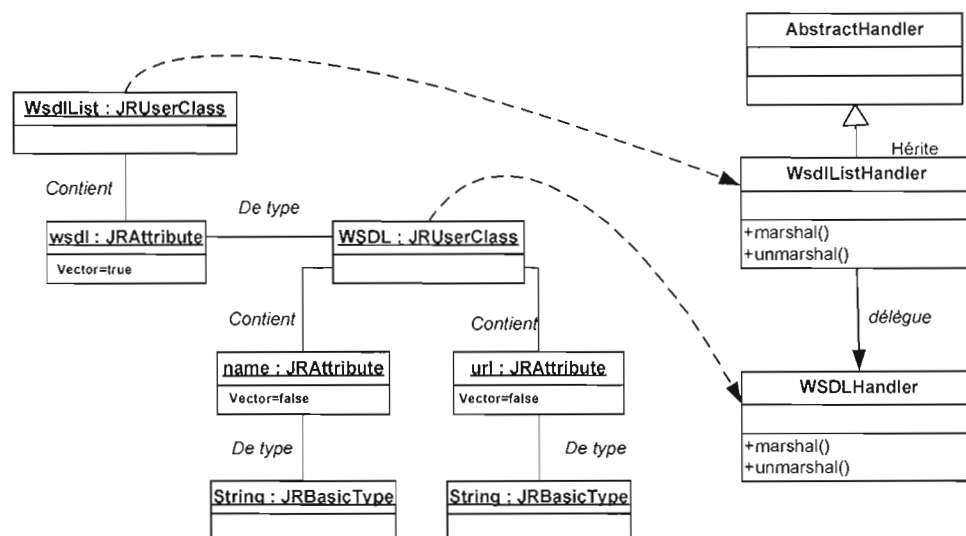 AbstractHandler
WsdlList : JRUserClass
Hérite
Contient
WsdlListHandler
De type
wsdl : JRAttribute
Vector=true
WSDL : JRUserClass
+marshal()
+unmarshal()
Contient
Contient
délègue
name : JRAttribute
Vector=false
url : JRAttribute
Vector=false
WSDLHandler
De type
De type
+marshal()
+unmarshal()
String : JRBasicType
String : JRBasicType